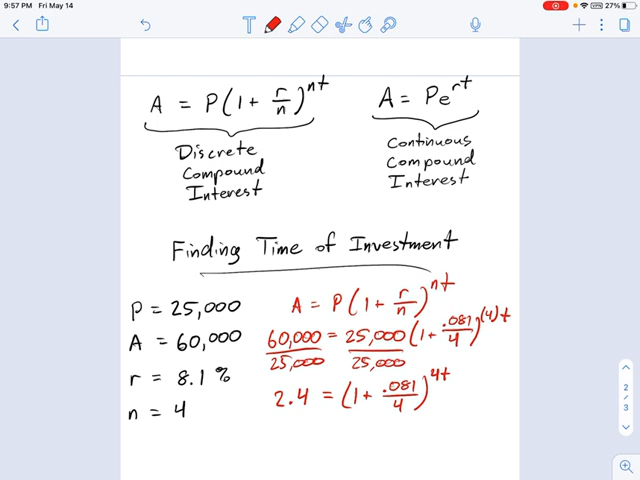 9:57 PM Fri May 14
VPN 27%
A = P(1 + r/n)^nt
A = Pe^rt
Discrete
Compound
Interest
Continuous
Compound
Interest
Finding Time of Investment
P = 25,000
A = 60,000
r = 8.1 %
n = 4
A = P(1 + r/n)^nt
60,000/25,000 = 25,000/25,000 (1 + .081/4)^(4)t
2.4 = (1 + .081/4)^4t
2
/ 3